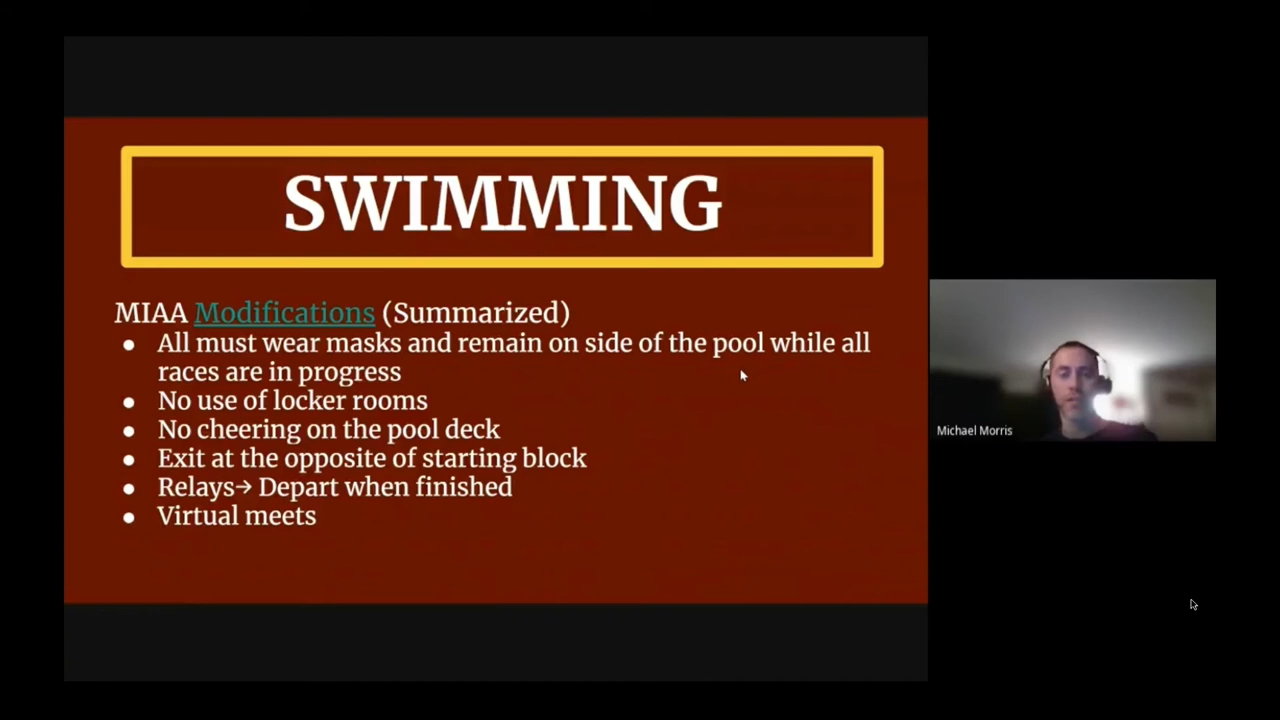 SWIMMING
MIAA Modifications (Summarized)
● All must wear masks and remain on side of the pool while all
races are in progress
● No use of locker rooms
● No cheering on the pool deck
● Exit at the opposite of starting block
● Relays→ Depart when finished
● Virtual meets
Michael Morris